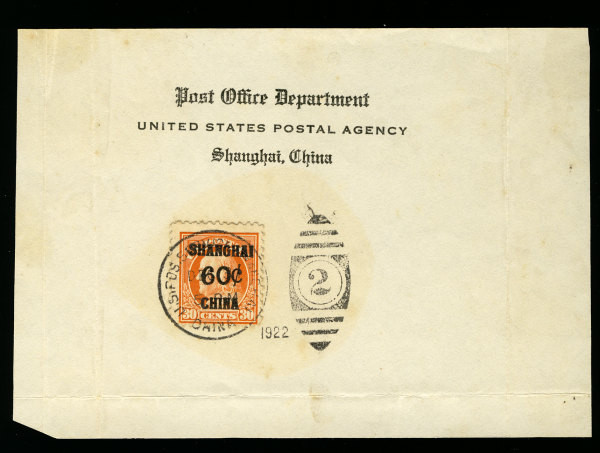 Post Office Department
UNITED STATES POSTAL AGENCY
Shanghai, China
SHANGHAI
60¢
CHINA
30 CENTS 30
2
1922